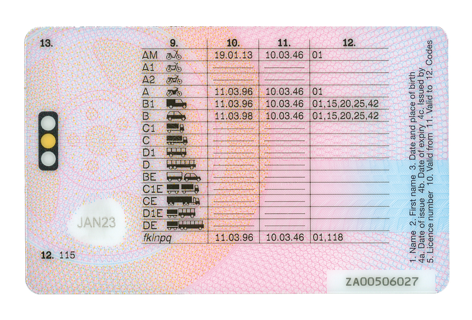 13. 9. 10. 11. 12.
AM 19.01.13 10.03.46 01
A1
A2
A 11.03.96 10.03.46 01
B1 11.03.96 10.03.46 01,15,20,25,42
B 11.03.98 10.03.46 01,15,20,25,42
C1
C
D1
D
BE
C1E
CE
D1E
DE
fkinpq 11.03.96 10.03.46 01,118
JAN23
12. 115
1. Name 2. First name 3. Date and place of birth
4a. Date of issue 4b. Date of expiry 4c. Issued by
5. Licence number 10. Valid from 11. Valid to 12. Codes
ZA00506027